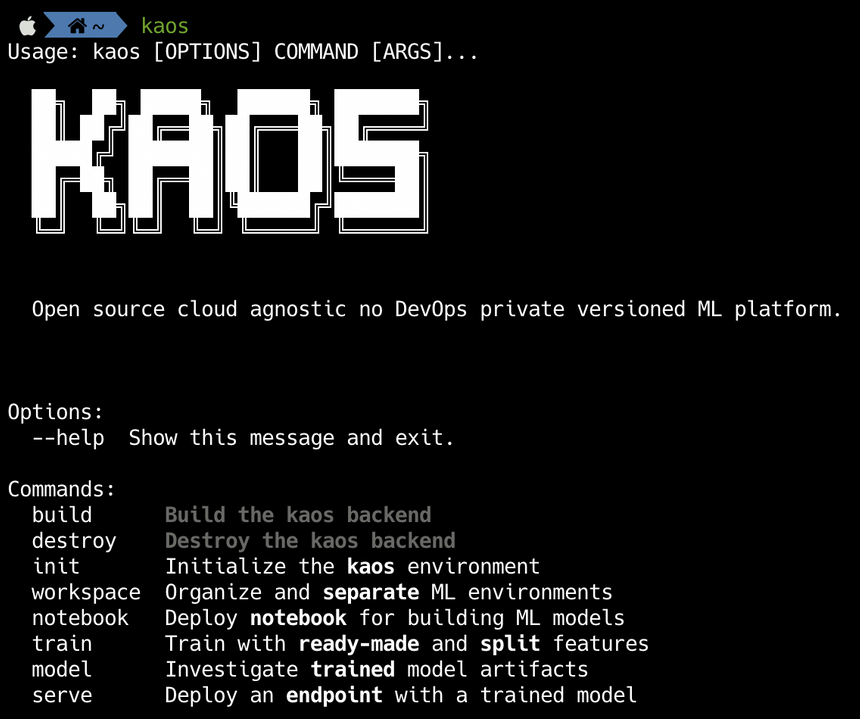 ~ kaos
Usage: kaos [OPTIONS] COMMAND [ARGS]...
KAOS
Open source cloud agnostic no DevOps private versioned ML platform.
Options:
--help  Show this message and exit.
Commands:
build      Build the kaos backend
destroy    Destroy the kaos backend
init       Initialize the kaos environment
workspace  Organize and separate ML environments
notebook   Deploy notebook for building ML models
train      Train with ready-made and split features
model      Investigate trained model artifacts
serve      Deploy an endpoint with a trained model